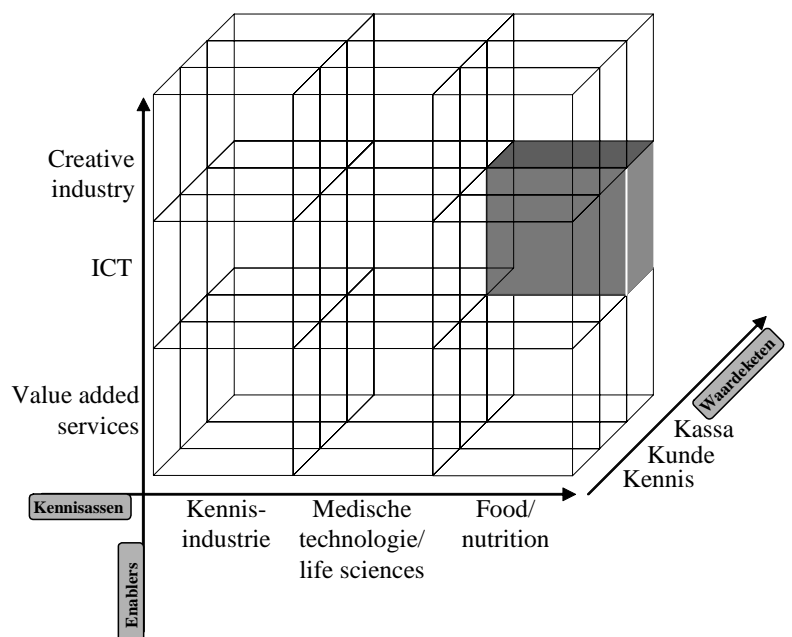 Creative
industry
ICT
Value added
services
Waardeketen
Kassa
Kunde
Kennis
Kennisassen
Kennis-
industrie
Medische
technologie/
life sciences
Food/
nutrition
Enablers